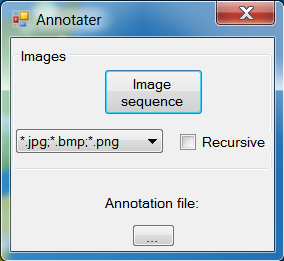 Annotater
Images
Image
sequence
*.jpg;*.bmp;*.png
Recursive
Annotation file:
...